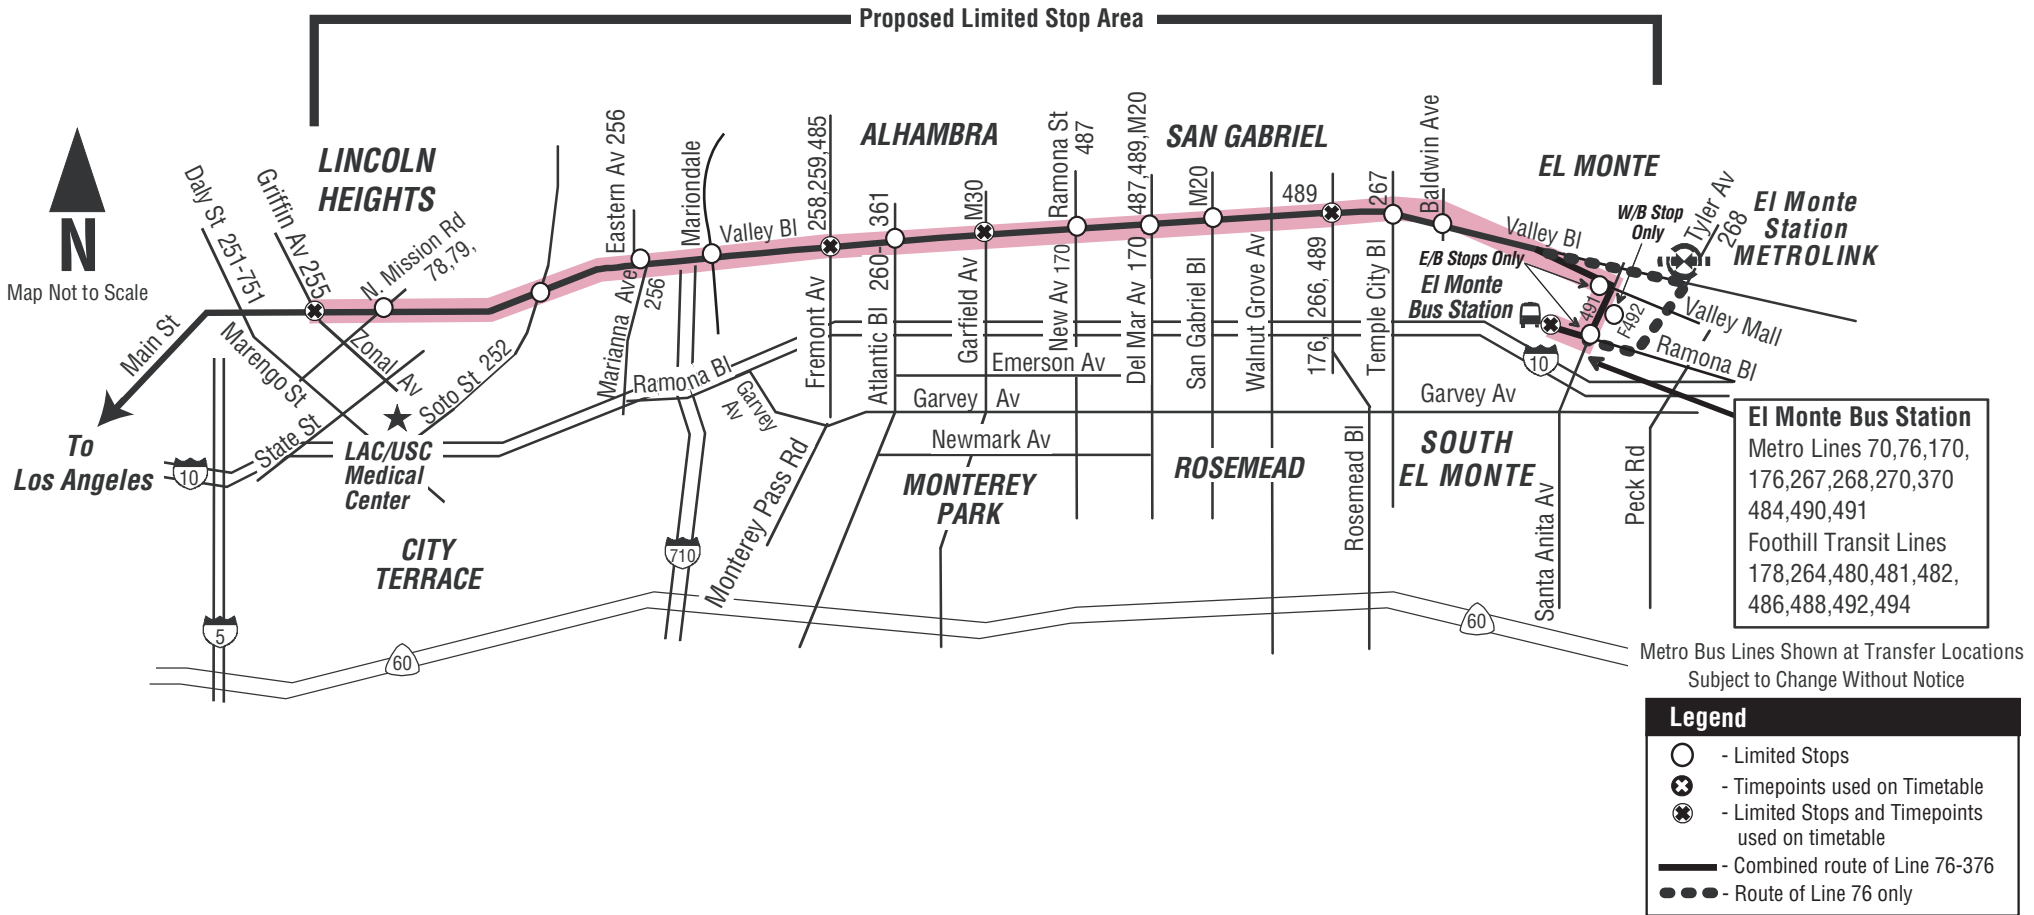 Proposed Limited Stop Area
N
Map Not to Scale
LINCOLN
HEIGHTS
ALHAMBRA
SAN GABRIEL
EL MONTE
El Monte
Station
METROLINK
Daly St 251-751
Griffin Av 255
N. Mission Rd
78,79,
Eastern Av 256
Mariondale
Valley Bl
258,259,485
260-361
M30
Ramona St
487
487,489,M20
M20
489
267
Baldwin Ave
Valley Bl
W/B Stop
Only
Tyler Av
268
E/B Stops Only
El Monte
Bus Station
491
F492
Valley Mall
Ramona Bl
Main St
To
Los Angeles
Marengo St
Zonal Av
State St
Soto St 252
LAC/USC
Medical
Center
CITY
TERRACE
Marianna Ave
256
Ramona Bl
Garvey
Av
Monterey Pass Rd
Fremont Av
Atlantic Bl
Garfield Av
New Av 170
Del Mar Av 170
San Gabriel Bl
Walnut Grove Av
176, 266, 489
Rosemead Bl
Temple City Bl
Emerson Av
Garvey Av
Garvey Av
Newmark Av
MONTEREY
PARK
ROSEMEAD
SOUTH
EL MONTE
Santa Anita Av
Peck Rd
10
10
5
710
60
60
El Monte Bus Station
Metro Lines 70,76,170,
176,267,268,270,370
484,490,491
Foothill Transit Lines
178,264,480,481,482,
486,488,492,494
Metro Bus Lines Shown at Transfer Locations
Subject to Change Without Notice
Legend
- Limited Stops
- Timepoints used on Timetable
- Limited Stops and Timepoints
used on timetable
- Combined route of Line 76-376
- Route of Line 76 only